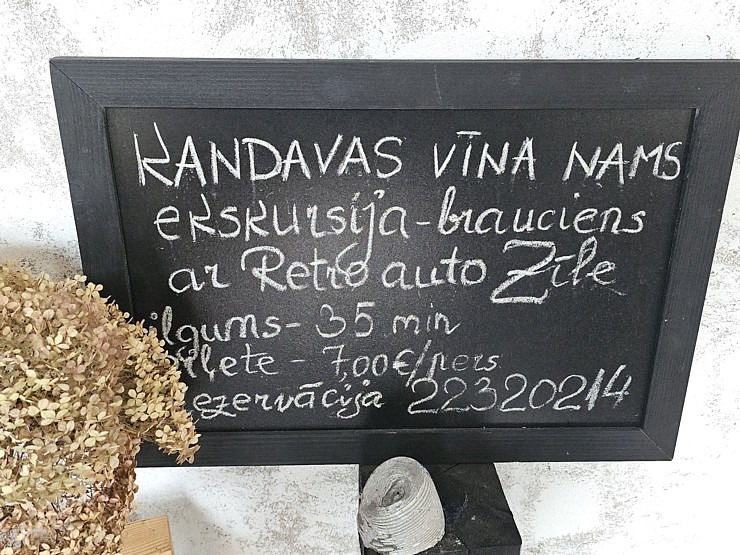 KANDAVAS VĪNA NAMS
ekskursija-brauciens
ar Retro auto Zīle
ilgums- 35 min
biļete - 7,00€/pers
rezervācija 22320214